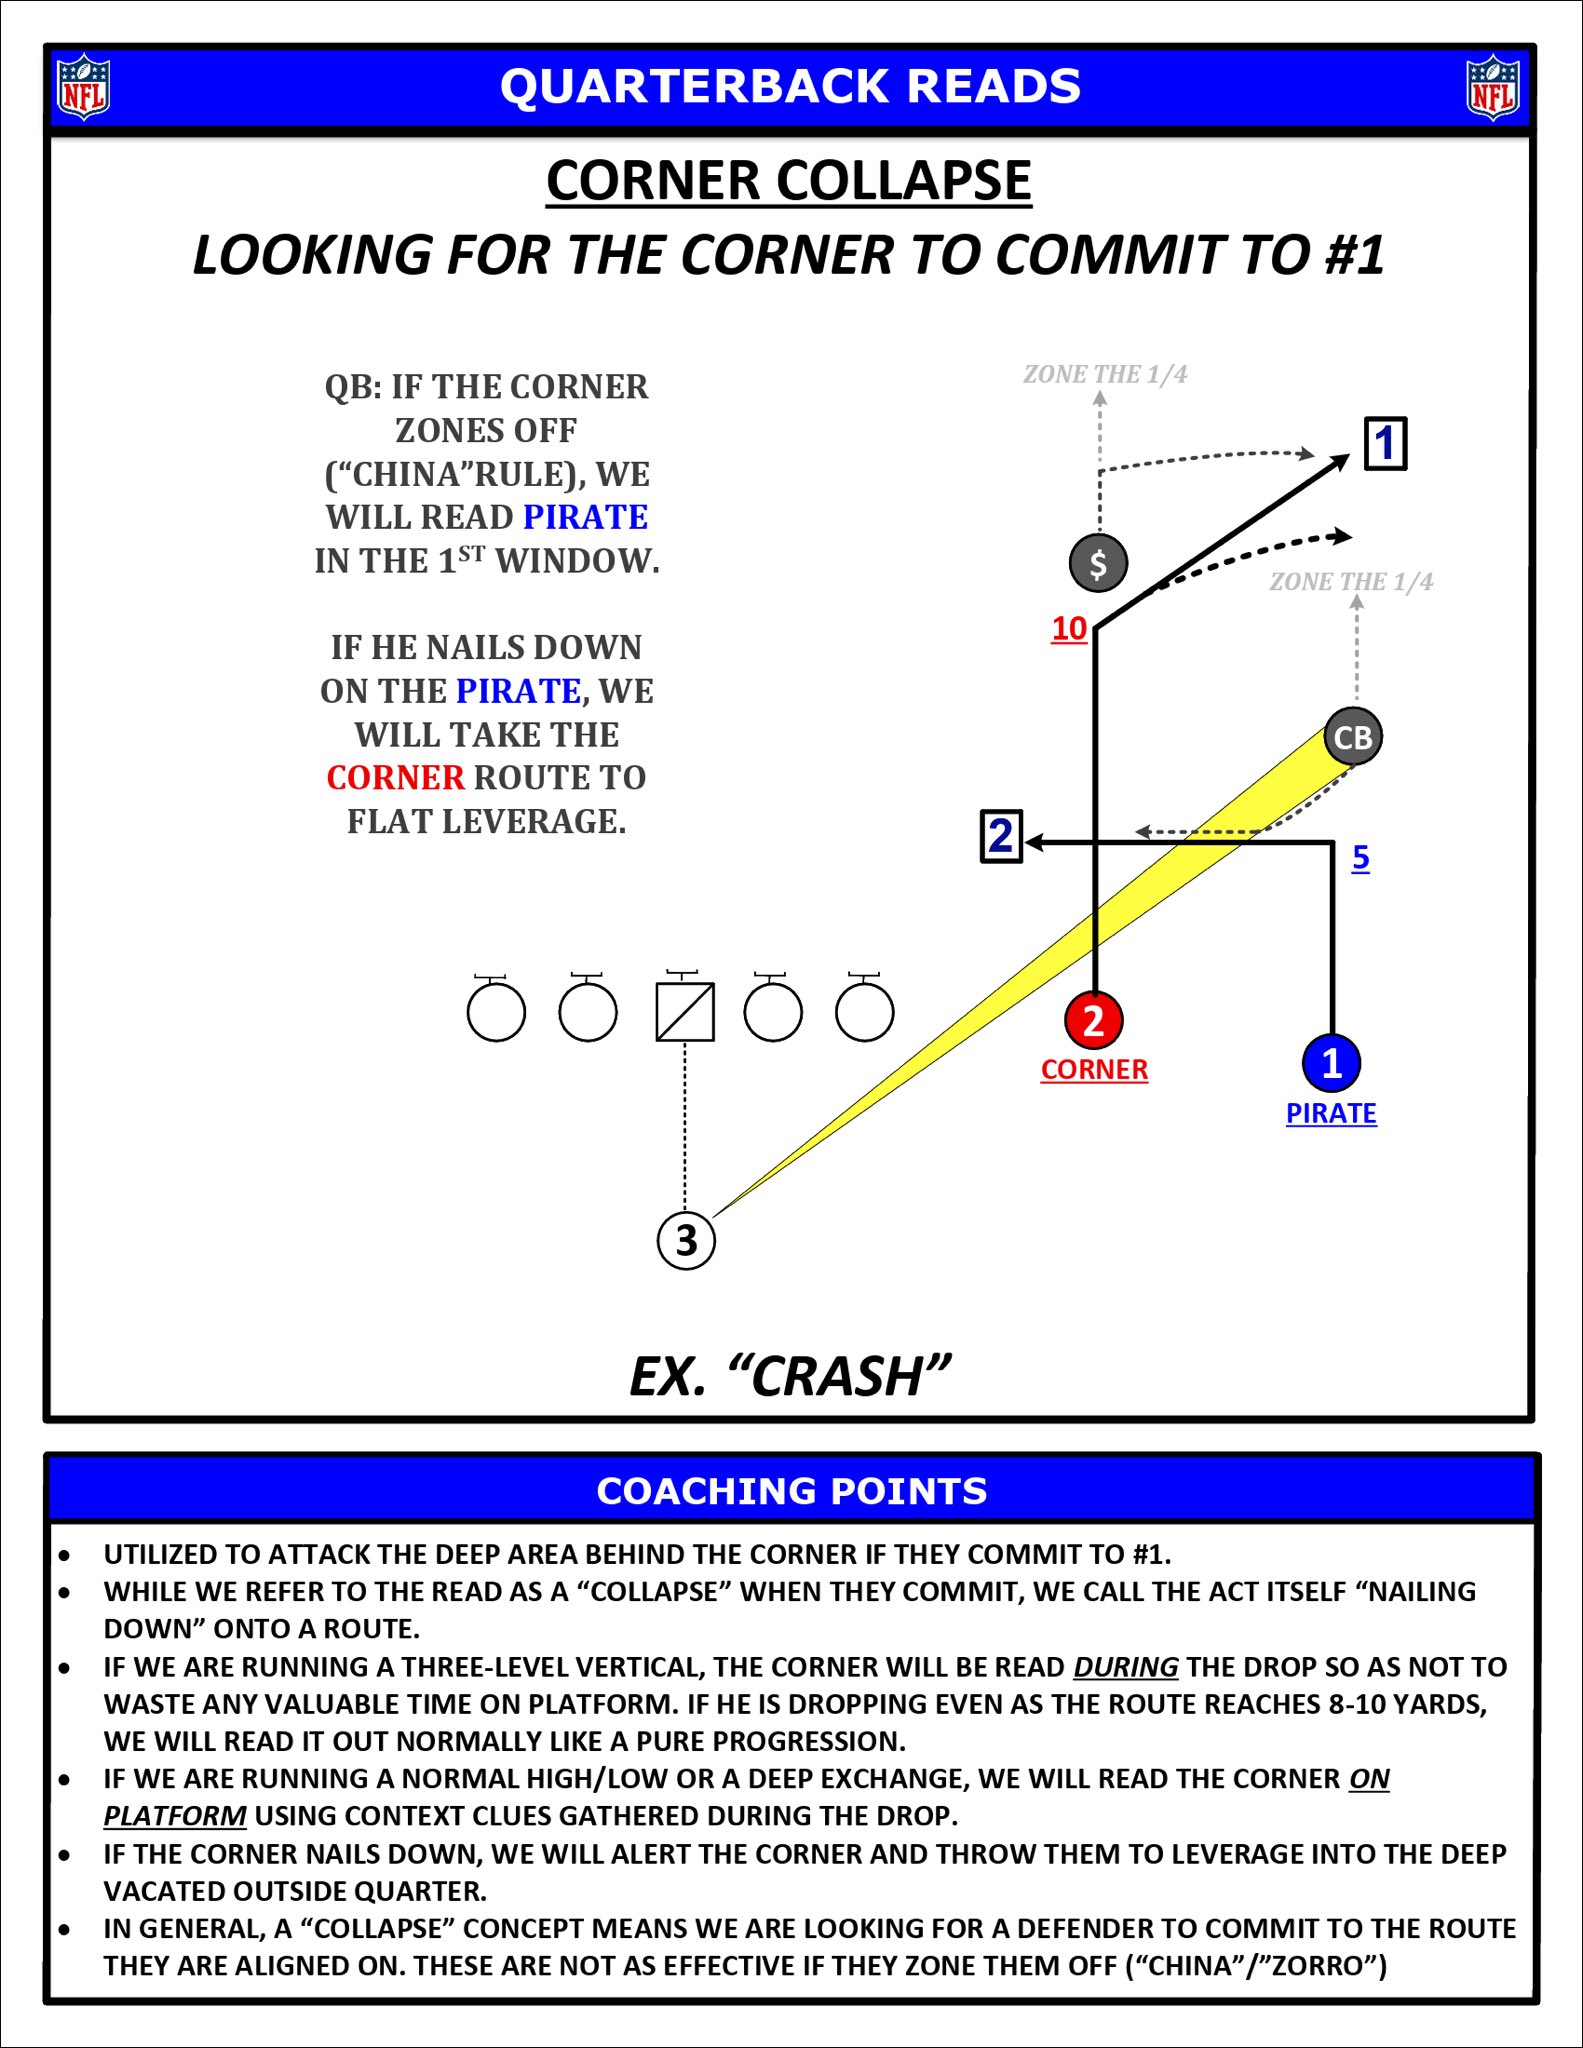 NFL
QUARTERBACK READS
NFL
CORNER COLLAPSE
LOOKING FOR THE CORNER TO COMMIT TO #1
QB: IF THE CORNER
ZONES OFF
(“CHINA”RULE), WE
WILL READ PIRATE
IN THE 1ST WINDOW.
IF HE NAILS DOWN
ON THE PIRATE, WE
WILL TAKE THE
CORNER ROUTE TO
FLAT LEVERAGE.
ZONE THE 1/4
1
$
ZONE THE 1/4
10
CB
2
5
2
CORNER
1
PIRATE
3
EX. “CRASH”
COACHING POINTS
• UTILIZED TO ATTACK THE DEEP AREA BEHIND THE CORNER IF THEY COMMIT TO #1.
• WHILE WE REFER TO THE READ AS A “COLLAPSE” WHEN THEY COMMIT, WE CALL THE ACT ITSELF “NAILING
DOWN” ONTO A ROUTE.
• IF WE ARE RUNNING A THREE-LEVEL VERTICAL, THE CORNER WILL BE READ DURING THE DROP SO AS NOT TO
WASTE ANY VALUABLE TIME ON PLATFORM. IF HE IS DROPPING EVEN AS THE ROUTE REACHES 8-10 YARDS,
WE WILL READ IT OUT NORMALLY LIKE A PURE PROGRESSION.
• IF WE ARE RUNNING A NORMAL HIGH/LOW OR A DEEP EXCHANGE, WE WILL READ THE CORNER ON
PLATFORM USING CONTEXT CLUES GATHERED DURING THE DROP.
• IF THE CORNER NAILS DOWN, WE WILL ALERT THE CORNER AND THROW THEM TO LEVERAGE INTO THE DEEP
VACATED OUTSIDE QUARTER.
• IN GENERAL, A “COLLAPSE” CONCEPT MEANS WE ARE LOOKING FOR A DEFENDER TO COMMIT TO THE ROUTE
THEY ARE ALIGNED ON. THESE ARE NOT AS EFFECTIVE IF THEY ZONE THEM OFF (“CHINA”/”ZORRO”)